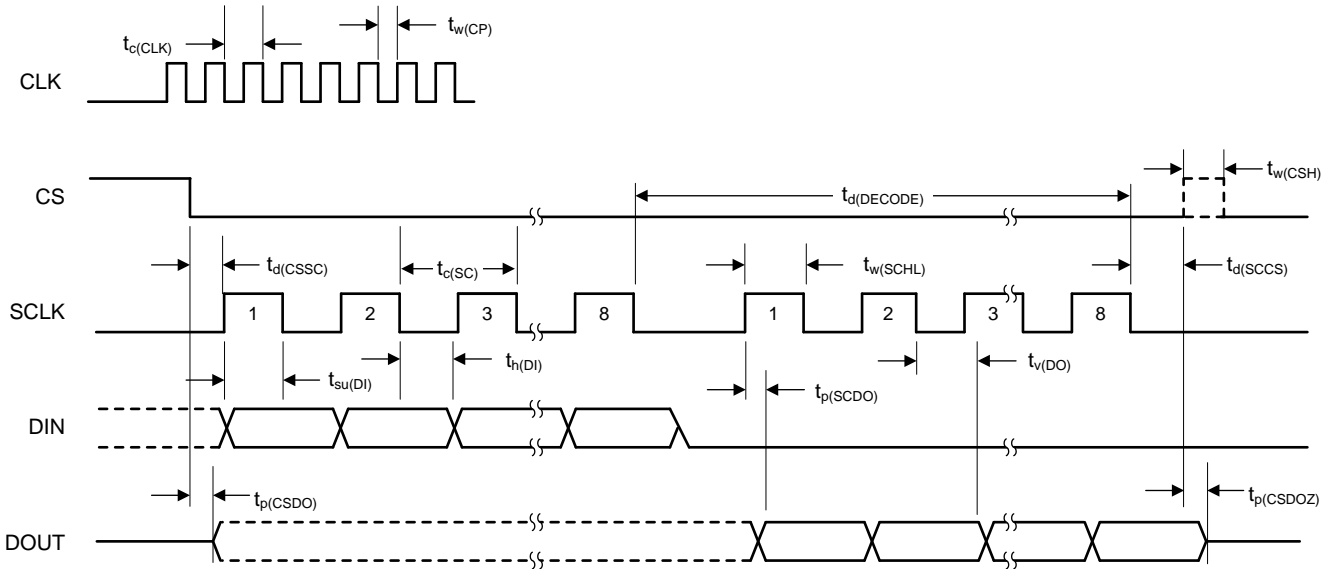 t_c(CLK)
t_w(CP)
CLK
CS
t_d(DECODE)
t_w(CSH)
t_d(CSSC)
t_c(SC)
t_w(SCHL)
t_d(SCCS)
SCLK
1
2
3
8
1
2
3
8
t_su(DI)
t_h(DI)
t_p(SCDO)
t_v(DO)
DIN
t_p(CSDO)
t_p(CSDOZ)
DOUT